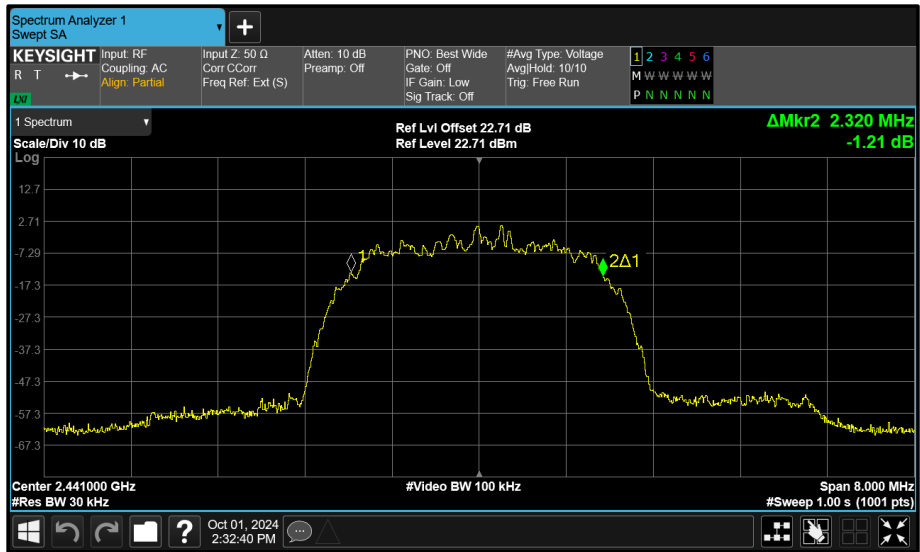 Spectrum Analyzer 1
Swept SA
+
KEYSIGHT
R T
LXI
Input: RF
Coupling: AC
Align: Partial
Input Z: 50 Ω
Corr CCorr
Freq Ref: Ext (S)
Atten: 10 dB
Preamp: Off
PNO: Best Wide
Gate: Off
IF Gain: Low
Sig Track: Off
#Avg Type: Voltage
Avg|Hold: 10/10
Trig: Free Run
1 2 3 4 5 6
M W W W W W
P N N N N N
1 Spectrum
Scale/Div 10 dB
Ref Lvl Offset 22.71 dB
Ref Level 22.71 dBm
ΔMkr2 2.320 MHz
-1.21 dB
Log
12.7
2.71
-7.29
-17.3
-27.3
-37.3
-47.3
-57.3
-67.3
1
2Δ1
Center 2.441000 GHz
#Res BW 30 kHz
#Video BW 100 kHz
Span 8.000 MHz
#Sweep 1.00 s (1001 pts)
?
Oct 01, 2024
2:32:40 PM